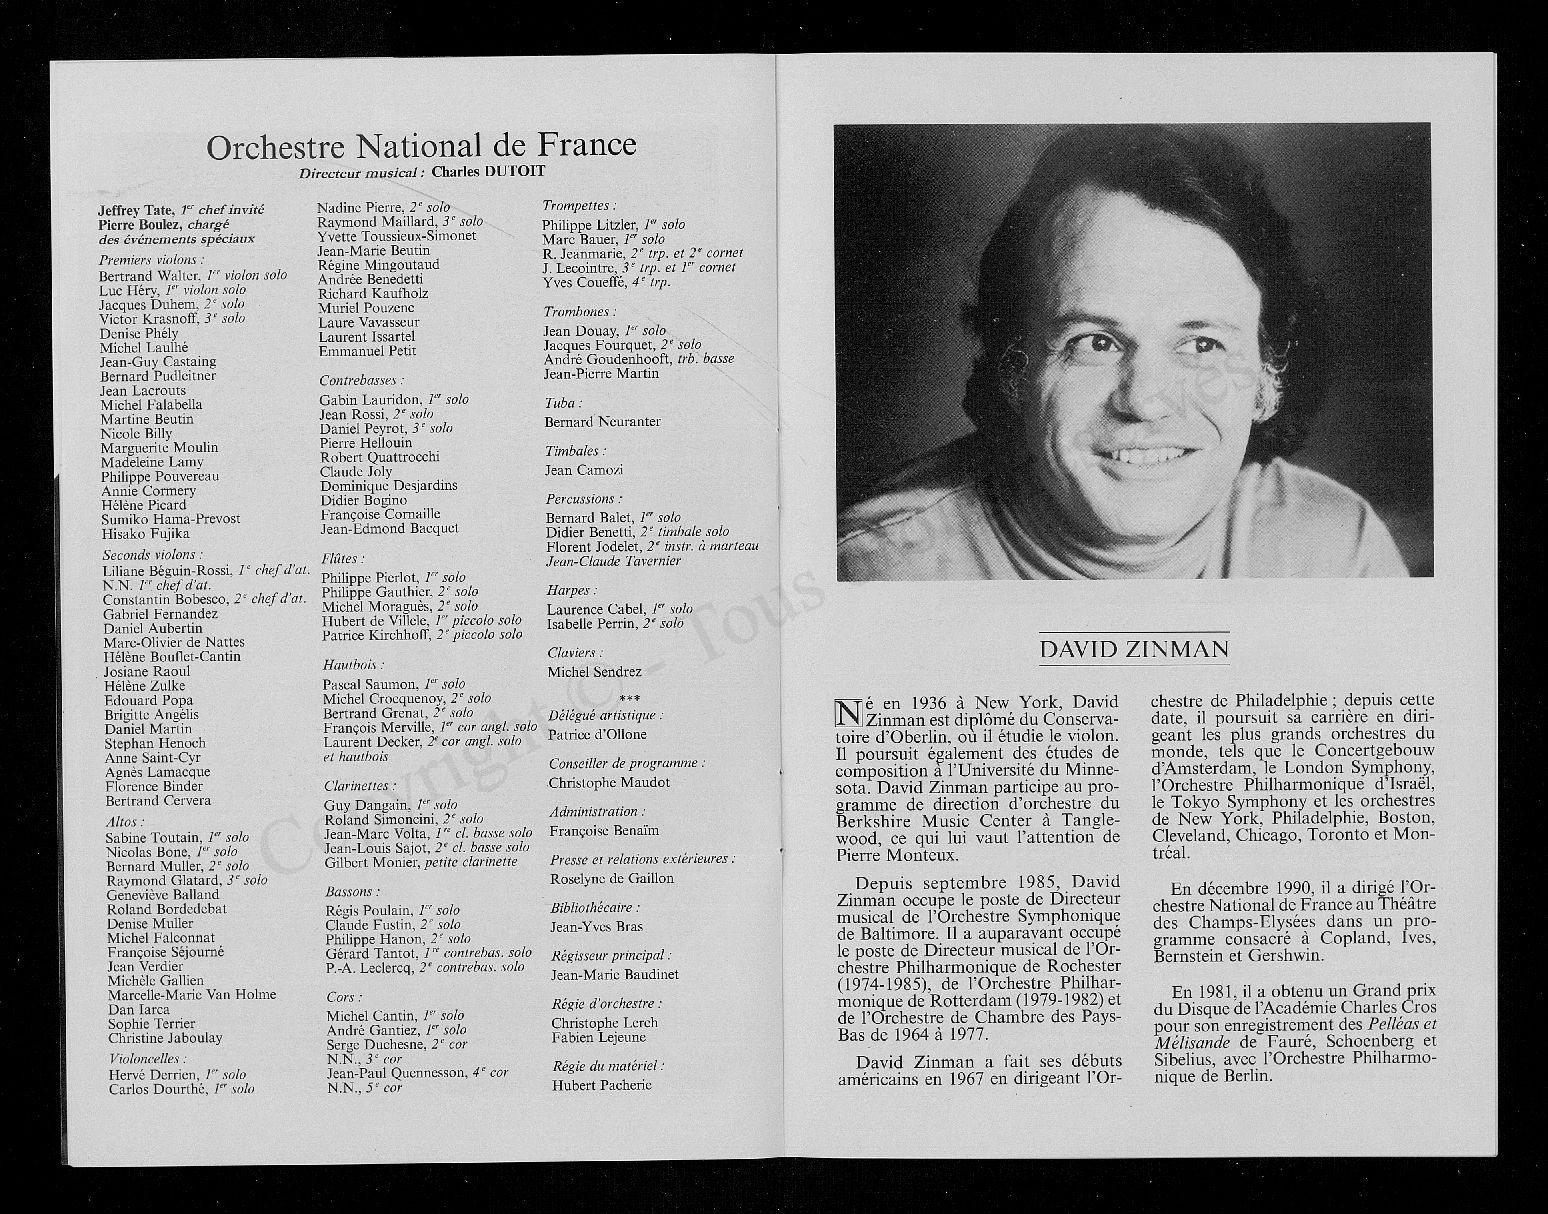 Orchestre National de France
Directeur musical : Charles DUTOIT
Jeffrey Tate, 1er chef invité
Pierre Boulez, chargé
des événements spéciaux
Premiers violons :
Bertrand Walter, 1er violon solo
Luc Héry, 1er violon solo
Jacques Duhem, 2e solo
Victor Krasnoff, 3e solo
Denise Phély
Michel Laulhé
Jean-Guy Castaing
Bernard Pudleitner
Jean Lacrouts
Michel Falabella
Martine Beutin
Nicole Billy
Marguerite Moulin
Madeleine Lamy
Philippe Pouvereau
Annie Cormery
Hélène Picard
Sumiko Hama-Prevost
Hisako Fujika
Seconds violons :
Liliane Béguin-Rossi, 1e chef d'at.
N.N. 1er chef d'at.
Constantin Bobesco, 2e chef d'at.
Gabriel Fernandez
Daniel Aubertin
Marc-Olivier de Nattes
Hélène Bouflet-Cantin
Josiane Raoul
Hélène Zulke
Edouard Popa
Brigitte Angélis
Daniel Martin
Stephan Henoch
Anne Saint-Cyr
Agnès Lamacque
Florence Binder
Bertrand Cervera
Altos :
Sabine Toutain, 1er solo
Nicolas Bone, 1er solo
Bernard Muller, 2e solo
Raymond Glatard, 3e solo
Geneviève Balland
Roland Bordedebat
Denise Muller
Michel Falconnat
Françoise Séjourné
Jean Verdier
Michèle Gallien
Marcelle-Marie Van Holme
Dan Iarca
Sophie Terrier
Christine Jaboulay
Violoncelles :
Hervé Derrien, 1er solo
Carlos Dourthé, 1er solo
Nadine Pierre, 2e solo
Raymond Maillard, 3e solo
Yvette Toussieux-Simonet
Jean-Marie Beutin
Régine Mingoutaud
Andrée Benedetti
Richard Kaufholz
Muriel Pouzenc
Laure Vavasseur
Laurent Issartel
Emmanuel Petit
Contrebasses :
Gabin Lauridon, 1er solo
Jean Rossi, 2e solo
Daniel Peyrot, 3e solo
Pierre Hellouin
Robert Quattrocchi
Claude Joly
Dominique Desjardins
Didier Bogino
Françoise Cornaille
Jean-Edmond Bacquet
Flûtes :
Philippe Pierlot, 1er solo
Philippe Gauthier, 2e solo
Michel Moraguès, 2e solo
Hubert de Villele, 1er piccolo solo
Patrice Kirchhoff, 2e piccolo solo
Hautbois :
Pascal Saumon, 1er solo
Michel Crocquenoy, 2e solo
Bertrand Grenat, 2e solo
François Merville, 1er cor angl. solo
Laurent Decker, 2e cor angl. solo
et hautbois
Clarinettes :
Guy Dangain, 1er solo
Roland Simoncini, 2e solo
Jean-Marc Volta, 1re cl. basse solo
Jean-Louis Sajot, 2e cl. basse solo
Gilbert Monier, petite clarinette
Bassons :
Régis Poulain, 1er solo
Claude Fustin, 2e solo
Philippe Hanon, 2e solo
Gérard Tantot, 1re contrebas. solo
P.-A. Leclercq, 2e contrebas. solo
Cors :
Michel Cantin, 1er solo
André Gantiez, 1er solo
Serge Duchesne, 2e cor
N.N., 3e cor
Jean-Paul Quennesson, 4e cor
N.N., 5e cor
Trompettes :
Philippe Litzler, 1er solo
Marc Bauer, 1er solo
R. Jeanmarie, 2e trp. et 2e cornet
J. Lecointre, 3e trp. et 1er cornet
Yves Coueffé, 4e trp.
Trombones :
Jean Douay, 1er solo
Jacques Fourquet, 2e solo
André Goudenhooft, trb. basse
Jean-Pierre Martin
Tuba :
Bernard Neuranter
Timbales :
Jean Camozi
Percussions :
Bernard Balet, 1er solo
Didier Benetti, 2e timbale solo
Florent Jodelet, 2e instr. à marteau
Jean-Claude Tavernier
Harpes :
Laurence Cabel, 1er solo
Isabelle Perrin, 2e solo
Claviers :
Michel Sendrez
***
Délégué artistique :
Patrice d'Ollone
Conseiller de programme :
Christophe Maudot
Administration :
Françoise Benaïm
Presse et relations extérieures :
Roselyne de Gaillon
Bibliothécaire :
Jean-Yves Bras
Régisseur principal :
Jean-Marie Baudinet
Régie d'orchestre :
Christophe Lerch
Fabien Lejeune
Régie du matériel :
Hubert Pacherie
Copyright © - Tous
DAVID ZINMAN
Né en 1936 à New York, David
Zinman est diplômé du Conserva-
toire d'Oberlin, où il étudie le violon.
Il poursuit également des études de
composition à l'Université du Minne-
sota. David Zinman participe au pro-
gramme de direction d'orchestre du
Berkshire Music Center à Tangle-
wood, ce qui lui vaut l'attention de
Pierre Monteux.
Depuis septembre 1985, David
Zinman occupe le poste de Directeur
musical de l'Orchestre Symphonique
de Baltimore. Il a auparavant occupé
le poste de Directeur musical de l'Or-
chestre Philharmonique de Rochester
(1974-1985), de l'Orchestre Philhar-
monique de Rotterdam (1979-1982) et
de l'Orchestre de Chambre des Pays-
Bas de 1964 à 1977.
David Zinman a fait ses débuts
américains en 1967 en dirigeant l'Or-
chestre de Philadelphie ; depuis cette
date, il poursuit sa carrière en diri-
geant les plus grands orchestres du
monde, tels que le Concertgebouw
d'Amsterdam, le London Symphony,
l'Orchestre Philharmonique d'Israël,
le Tokyo Symphony et les orchestres
de New York, Philadelphie, Boston,
Cleveland, Chicago, Toronto et Mon-
tréal.
En décembre 1990, il a dirigé l'Or-
chestre National de France au Théâtre
des Champs-Elysées dans un pro-
gramme consacré à Copland, Ives,
Bernstein et Gershwin.
En 1981, il a obtenu un Grand prix
du Disque de l'Académie Charles Cros
pour son enregistrement des Pelléas et
Mélisande de Fauré, Schoenberg et
Sibelius, avec l'Orchestre Philharmo-
nique de Berlin.